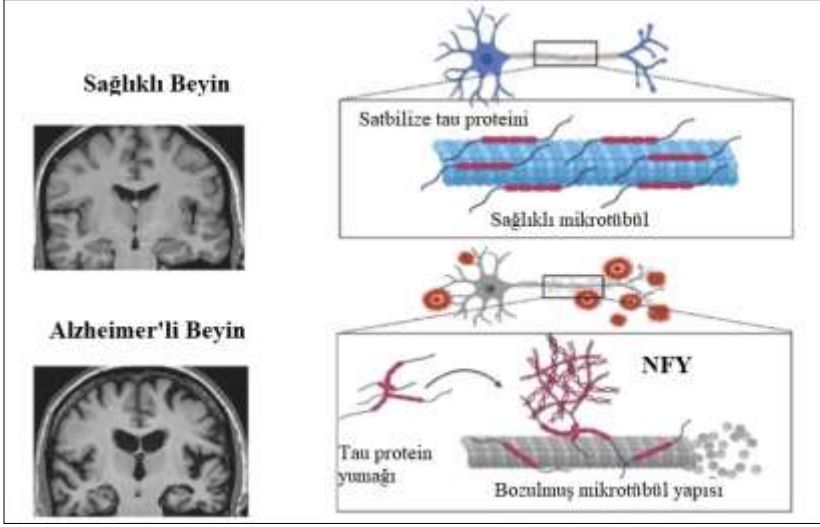 Sağlıklı Beyin
Satbilize tau proteini
Sağlıklı mikrotübül
Alzheimer'li Beyin
NFY
Tau protein
yumağı
Bozulmuş mikrotübül yapısı